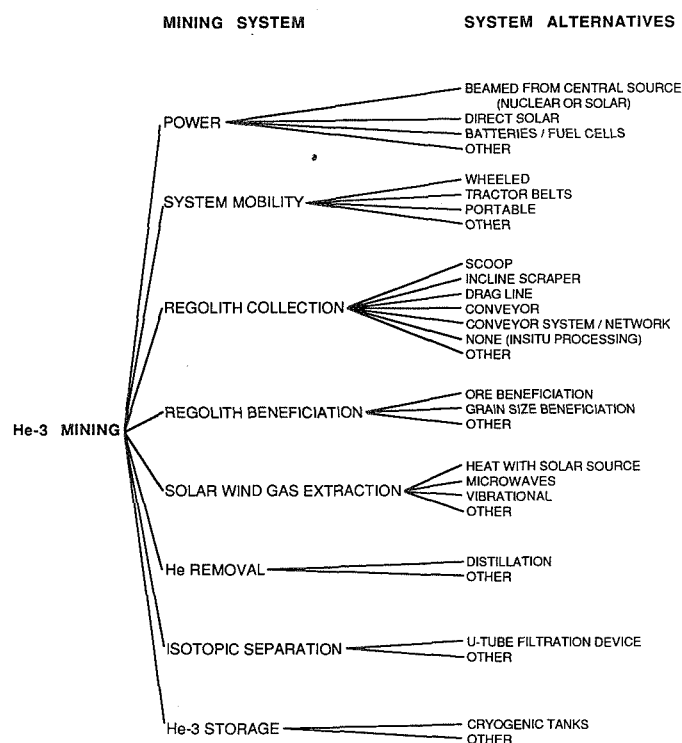 MINING SYSTEM
SYSTEM ALTERNATIVES
He-3 MINING
POWER
BEAMED FROM CENTRAL SOURCE
(NUCLEAR OR SOLAR)
DIRECT SOLAR
BATTERIES / FUEL CELLS
OTHER
SYSTEM MOBILITY
WHEELED
TRACTOR BELTS
PORTABLE
OTHER
REGOLITH COLLECTION
SCOOP
INCLINE SCRAPER
DRAG LINE
CONVEYOR
CONVEYOR SYSTEM / NETWORK
NONE (INSITU PROCESSING)
OTHER
REGOLITH BENEFICIATION
ORE BENEFICIATION
GRAIN SIZE BENEFICIATION
OTHER
SOLAR WIND GAS EXTRACTION
HEAT WITH SOLAR SOURCE
MICROWAVES
VIBRATIONAL
OTHER
He REMOVAL
DISTILLATION
OTHER
ISOTOPIC SEPARATION
U-TUBE FILTRATION DEVICE
OTHER
He-3 STORAGE
CRYOGENIC TANKS
OTHER